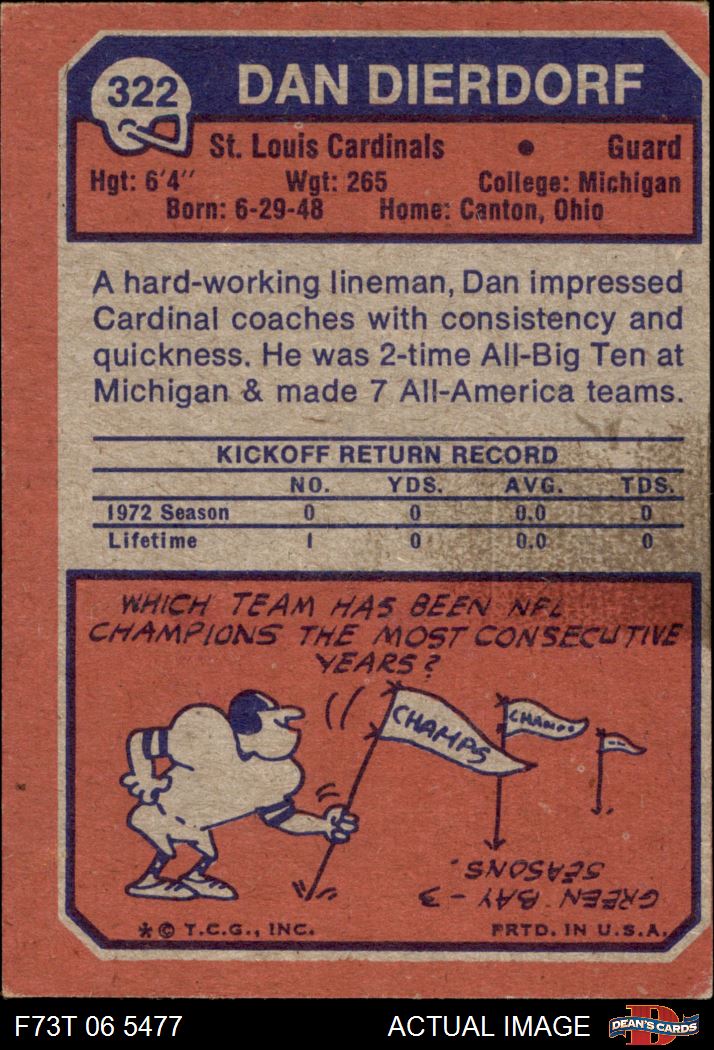 322 DAN DIERDORF
St. Louis Cardinals • Guard
Hgt: 6'4" Wgt: 265 College: Michigan
Born: 6-29-48 Home: Canton, Ohio
A hard-working lineman, Dan impressed
Cardinal coaches with consistency and
quickness. He was 2-time All-Big Ten at
Michigan & made 7 All-America teams.
KICKOFF RETURN RECORD
NO. YDS. AVG. TDS.
1972 Season 0 0 0.0 0
Lifetime 1 0 0.0 0
WHICH TEAM HAS BEEN NFL
CHAMPIONS THE MOST CONSECUTIVE
YEARS?
CHAMPS
CHAMPS
GREEN BAY - 3
SEASONS.
* © T.C.G., INC. PRTD. IN U.S.A.
F73T 06 5477 ACTUAL IMAGE DEAN'S CARDS